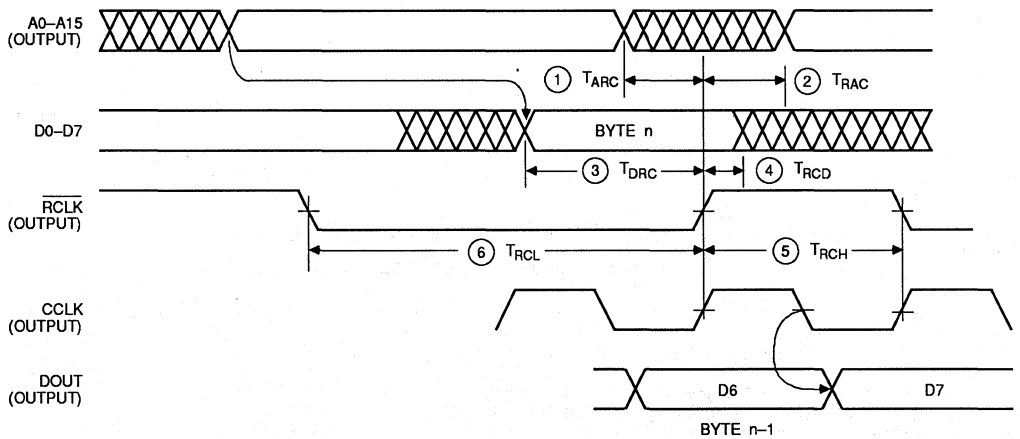 A0–A15
(OUTPUT)
1 TARC
2 TRAC
D0–D7
BYTE n
3 TDRC
4 TRCD
RCLK
(OUTPUT)
6 TRCL
5 TRCH
CCLK
(OUTPUT)
DOUT
(OUTPUT)
D6
D7
BYTE n–1